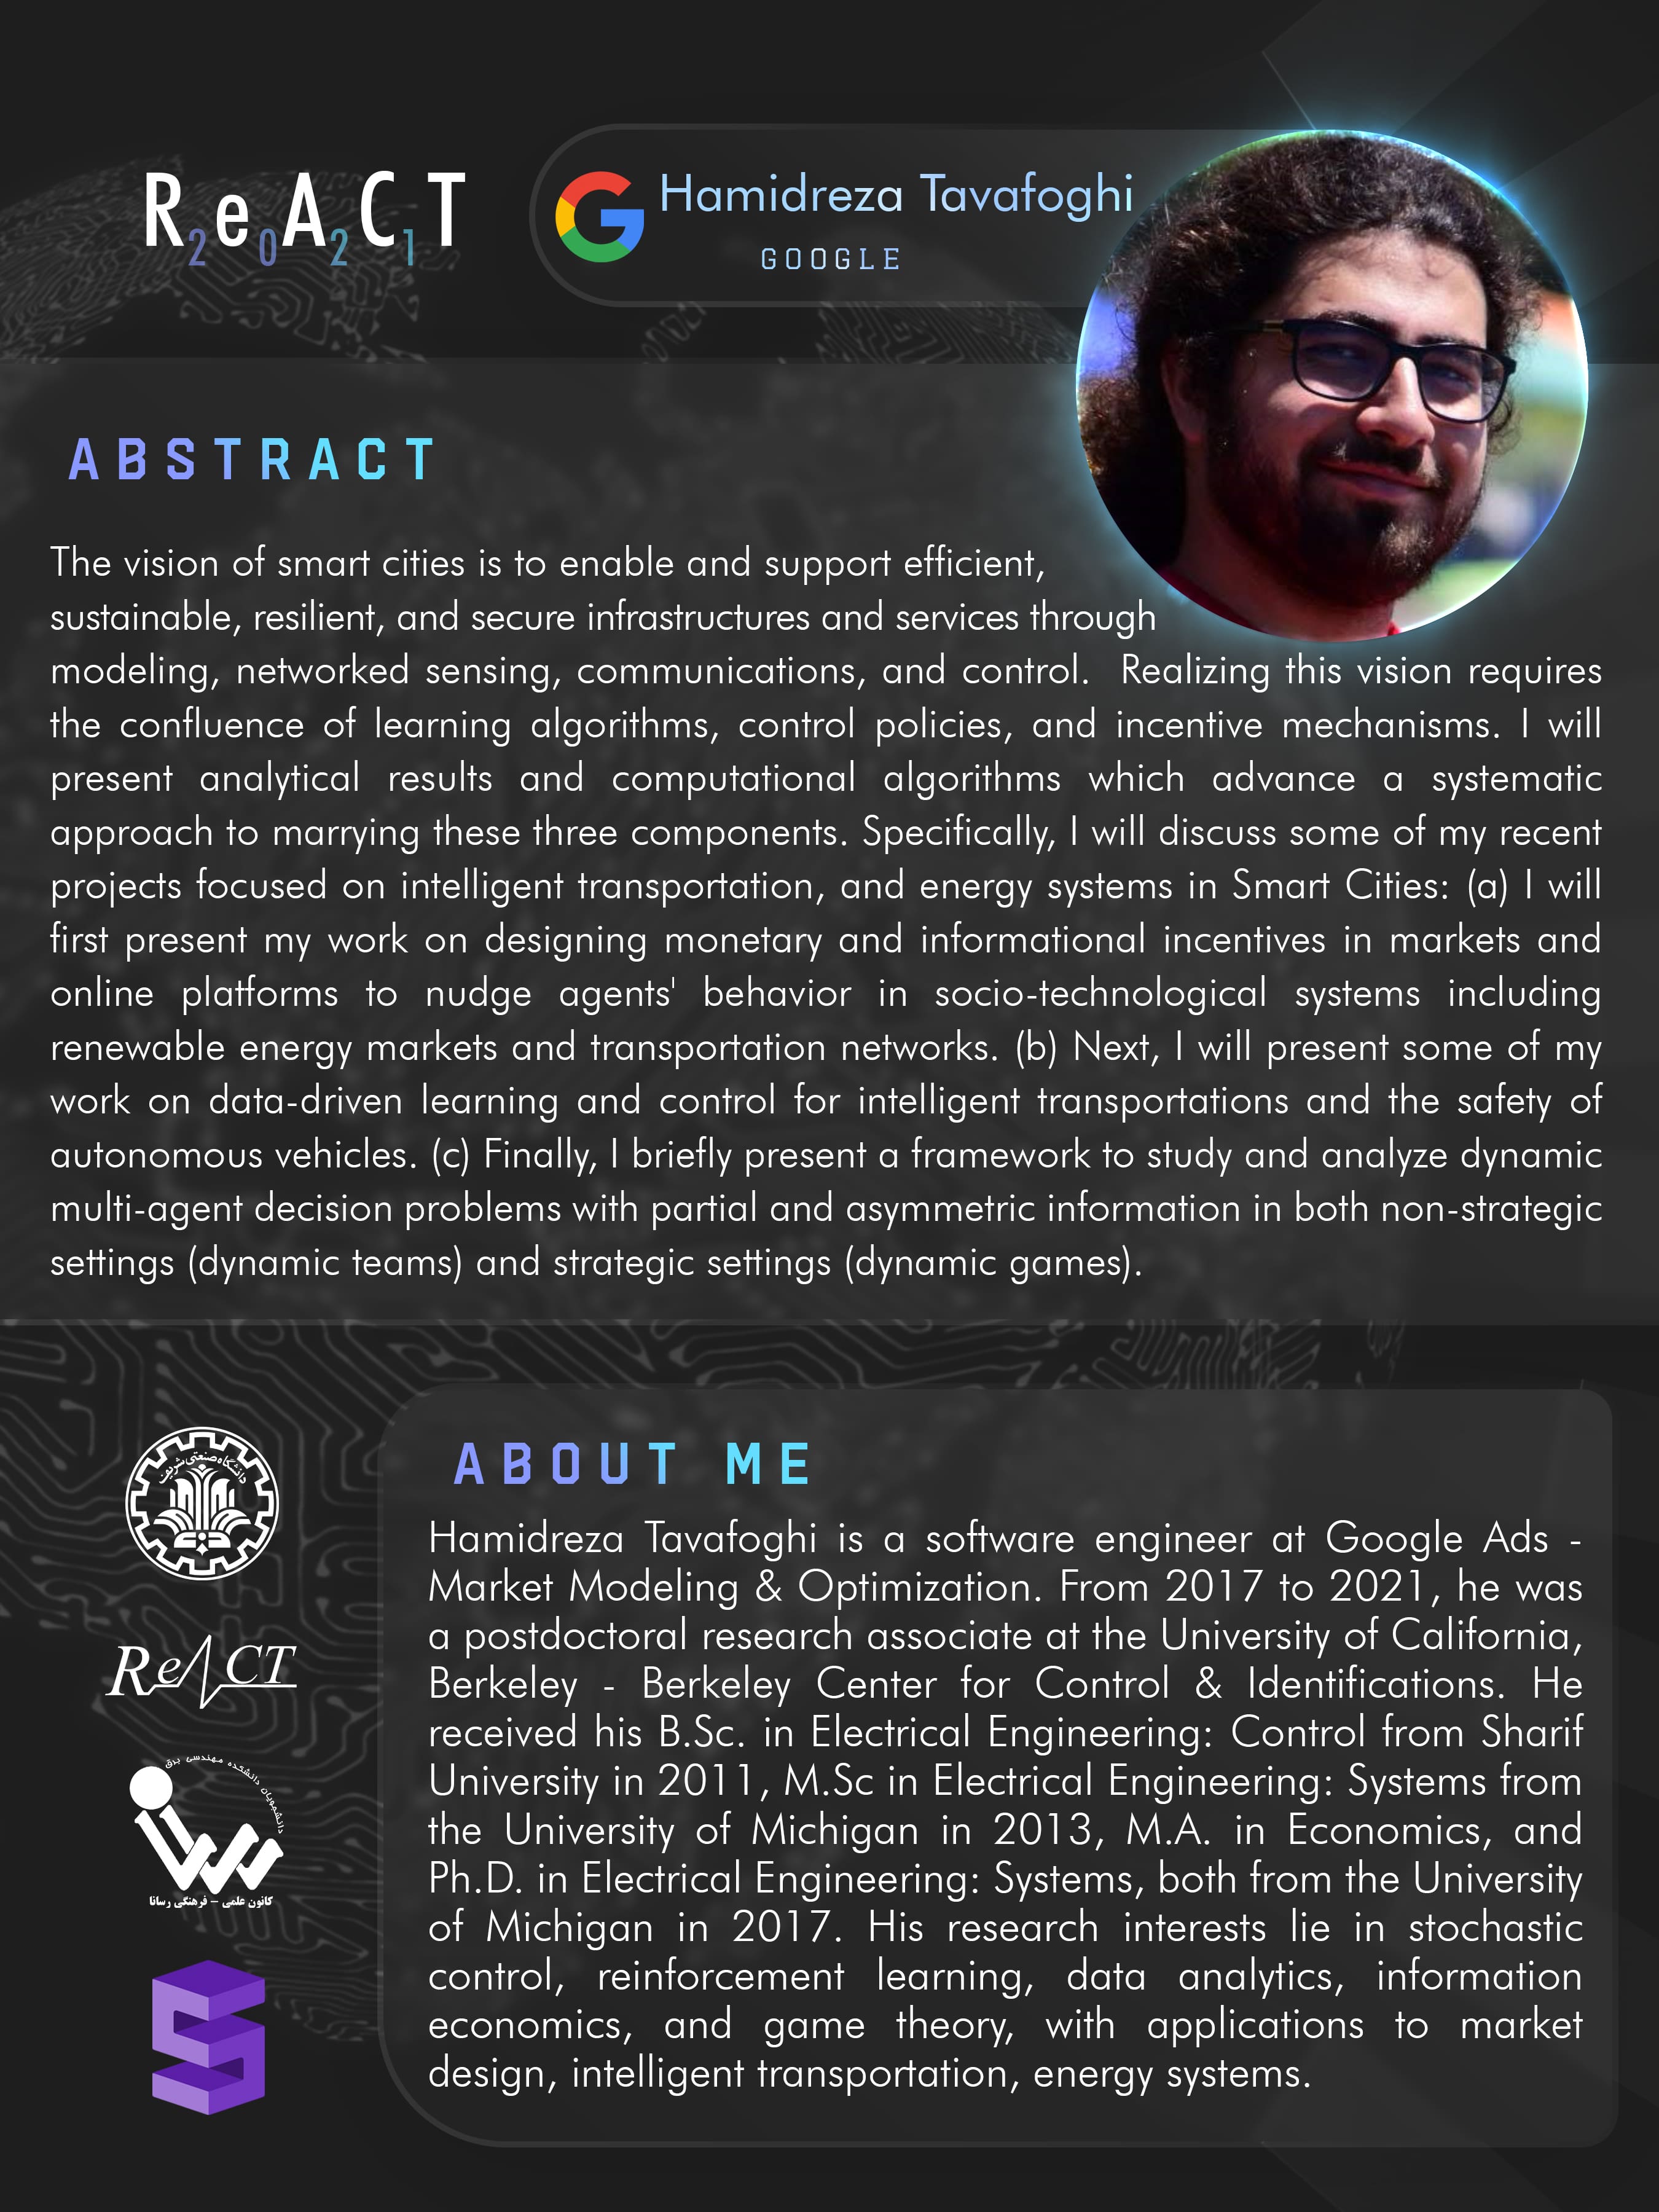 ReACT
2021
Hamidreza Tavafoghi
GOOGLE
ABSTRACT
The vision of smart cities is to enable and support efficient,
sustainable, resilient, and secure infrastructures and services through
modeling, networked sensing, communications, and control. Realizing this vision requires
the confluence of learning algorithms, control policies, and incentive mechanisms. I will
present analytical results and computational algorithms which advance a systematic
approach to marrying these three components. Specifically, I will discuss some of my recent
projects focused on intelligent transportation, and energy systems in Smart Cities: (a) I will
first present my work on designing monetary and informational incentives in markets and
online platforms to nudge agents' behavior in socio-technological systems including
renewable energy markets and transportation networks. (b) Next, I will present some of my
work on data-driven learning and control for intelligent transportations and the safety of
autonomous vehicles. (c) Finally, I briefly present a framework to study and analyze dynamic
multi-agent decision problems with partial and asymmetric information in both non-strategic
settings (dynamic teams) and strategic settings (dynamic games).
دانشگاه صنعتی شریف
ReACT
دانشجویان دانشکده مهندسی برق
کانون علمی - فرهنگی رسانا
ABOUT ME
Hamidreza Tavafoghi is a software engineer at Google Ads -
Market Modeling & Optimization. From 2017 to 2021, he was
a postdoctoral research associate at the University of California,
Berkeley - Berkeley Center for Control & Identifications. He
received his B.Sc. in Electrical Engineering: Control from Sharif
University in 2011, M.Sc in Electrical Engineering: Systems from
the University of Michigan in 2013, M.A. in Economics, and
Ph.D. in Electrical Engineering: Systems, both from the University
of Michigan in 2017. His research interests lie in stochastic
control, reinforcement learning, data analytics, information
economics, and game theory, with applications to market
design, intelligent transportation, energy systems.